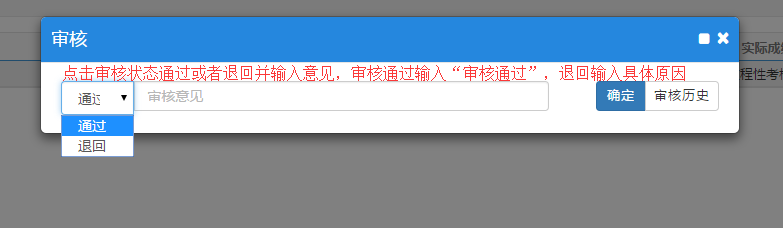 审核
实际成绩
点击审核状态通过或者退回并输入意见，审核通过输入“审核通过”，退回输入具体原因
程性考核
通过 审核意见 确定 审核历史
通过
退回